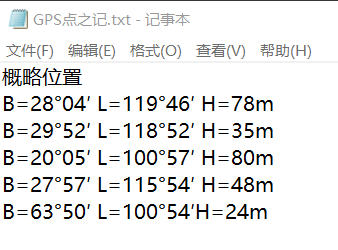 GPS点之记.txt - 记事本
文件(F) 编辑(E) 格式(O) 查看(V) 帮助(H)
概略位置
B=28°04′ L=119°46′ H=78m
B=29°52′ L=118°52′ H=35m
B=20°05′ L=100°57′ H=80m
B=27°57′ L=115°54′ H=48m
B=63°50′ L=100°54′H=24m